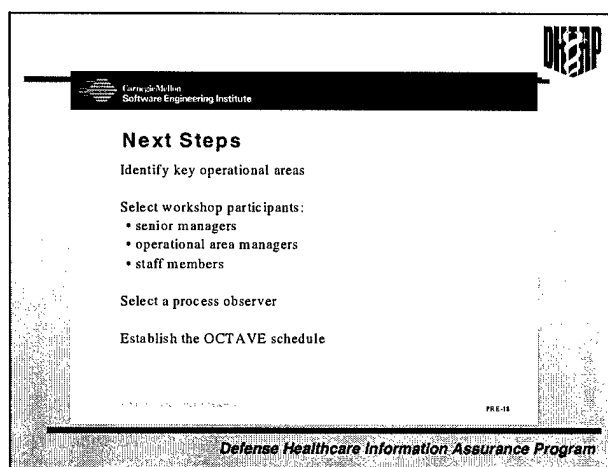 DHIAP
Carnegie Mellon
Software Engineering Institute
Next Steps
Identify key operational areas
Select workshop participants:
• senior managers
• operational area managers
• staff members
Select a process observer
Establish the OCTAVE schedule
PRE-18
Defense Healthcare Information Assurance Program